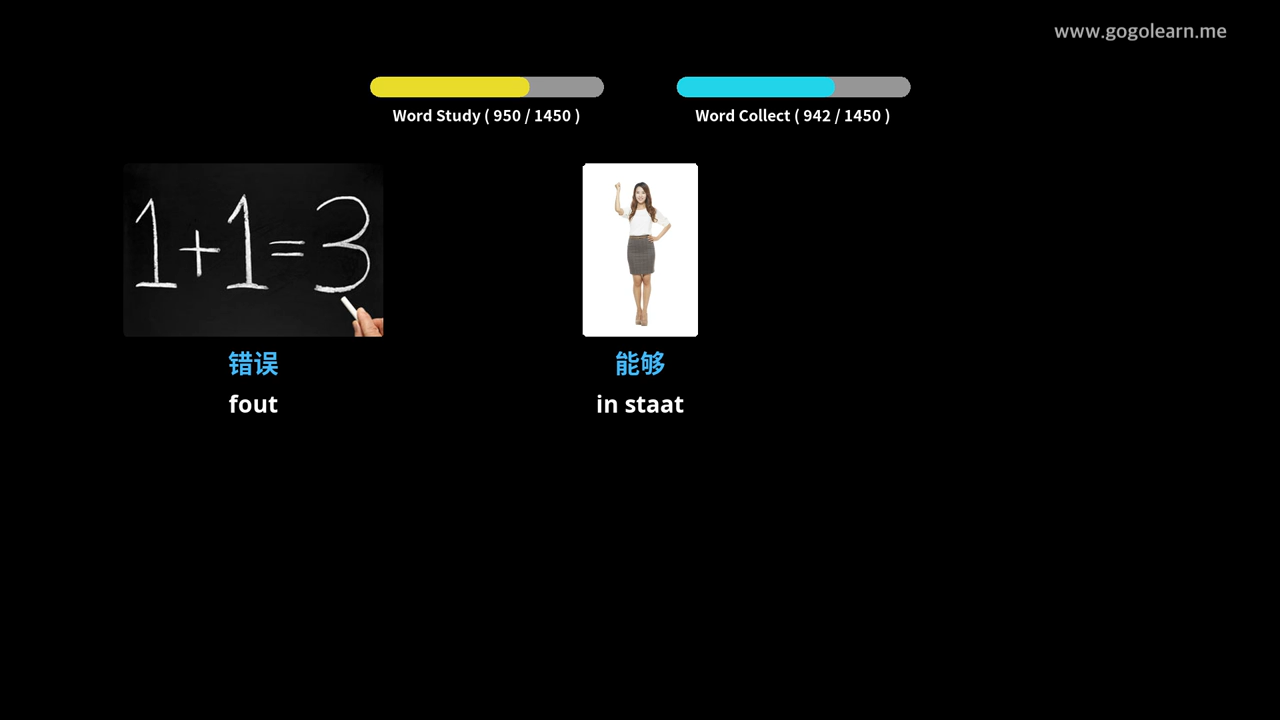 www.gogolearn.me
Word Study ( 950 / 1450 )
Word Collect ( 942 / 1450 )
1+1=3
错误
fout
能够
in staat